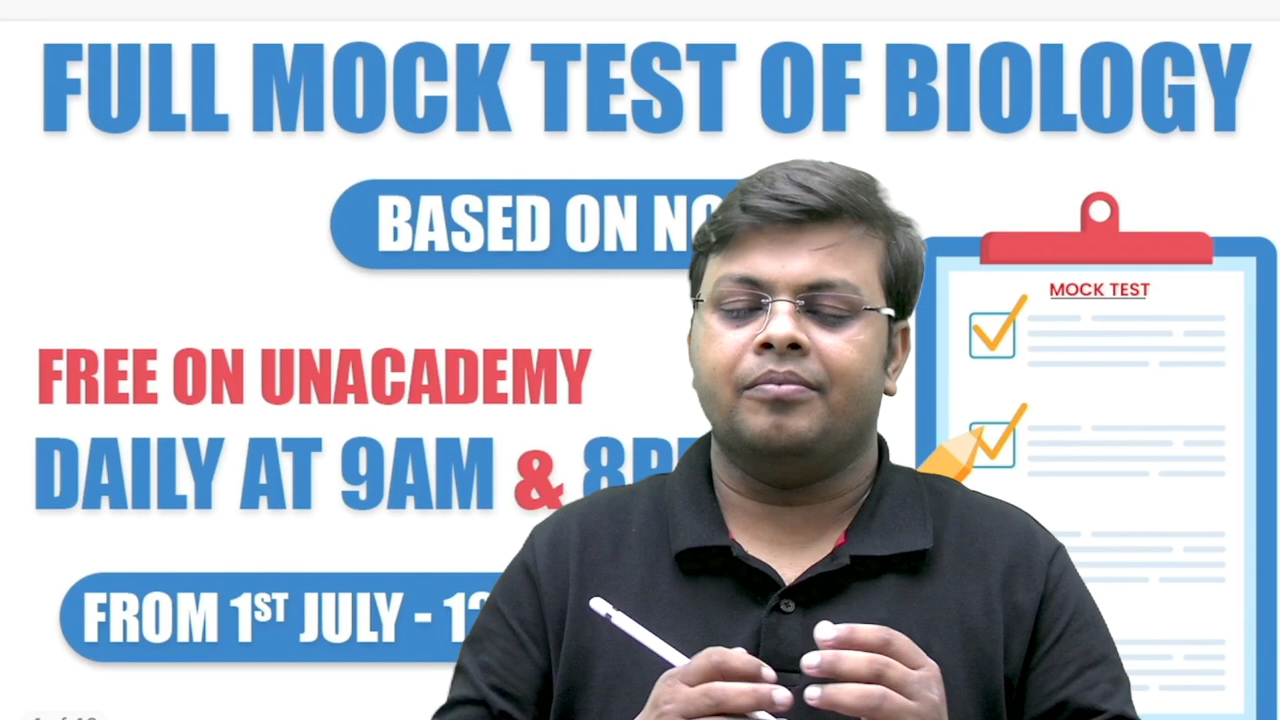 FULL MOCK TEST OF BIOLOGY
BASED ON
MOCK TEST
FREE ON UNACADEMY
DAILY AT 9AM & 8P
FROM 1ST JULY - 1